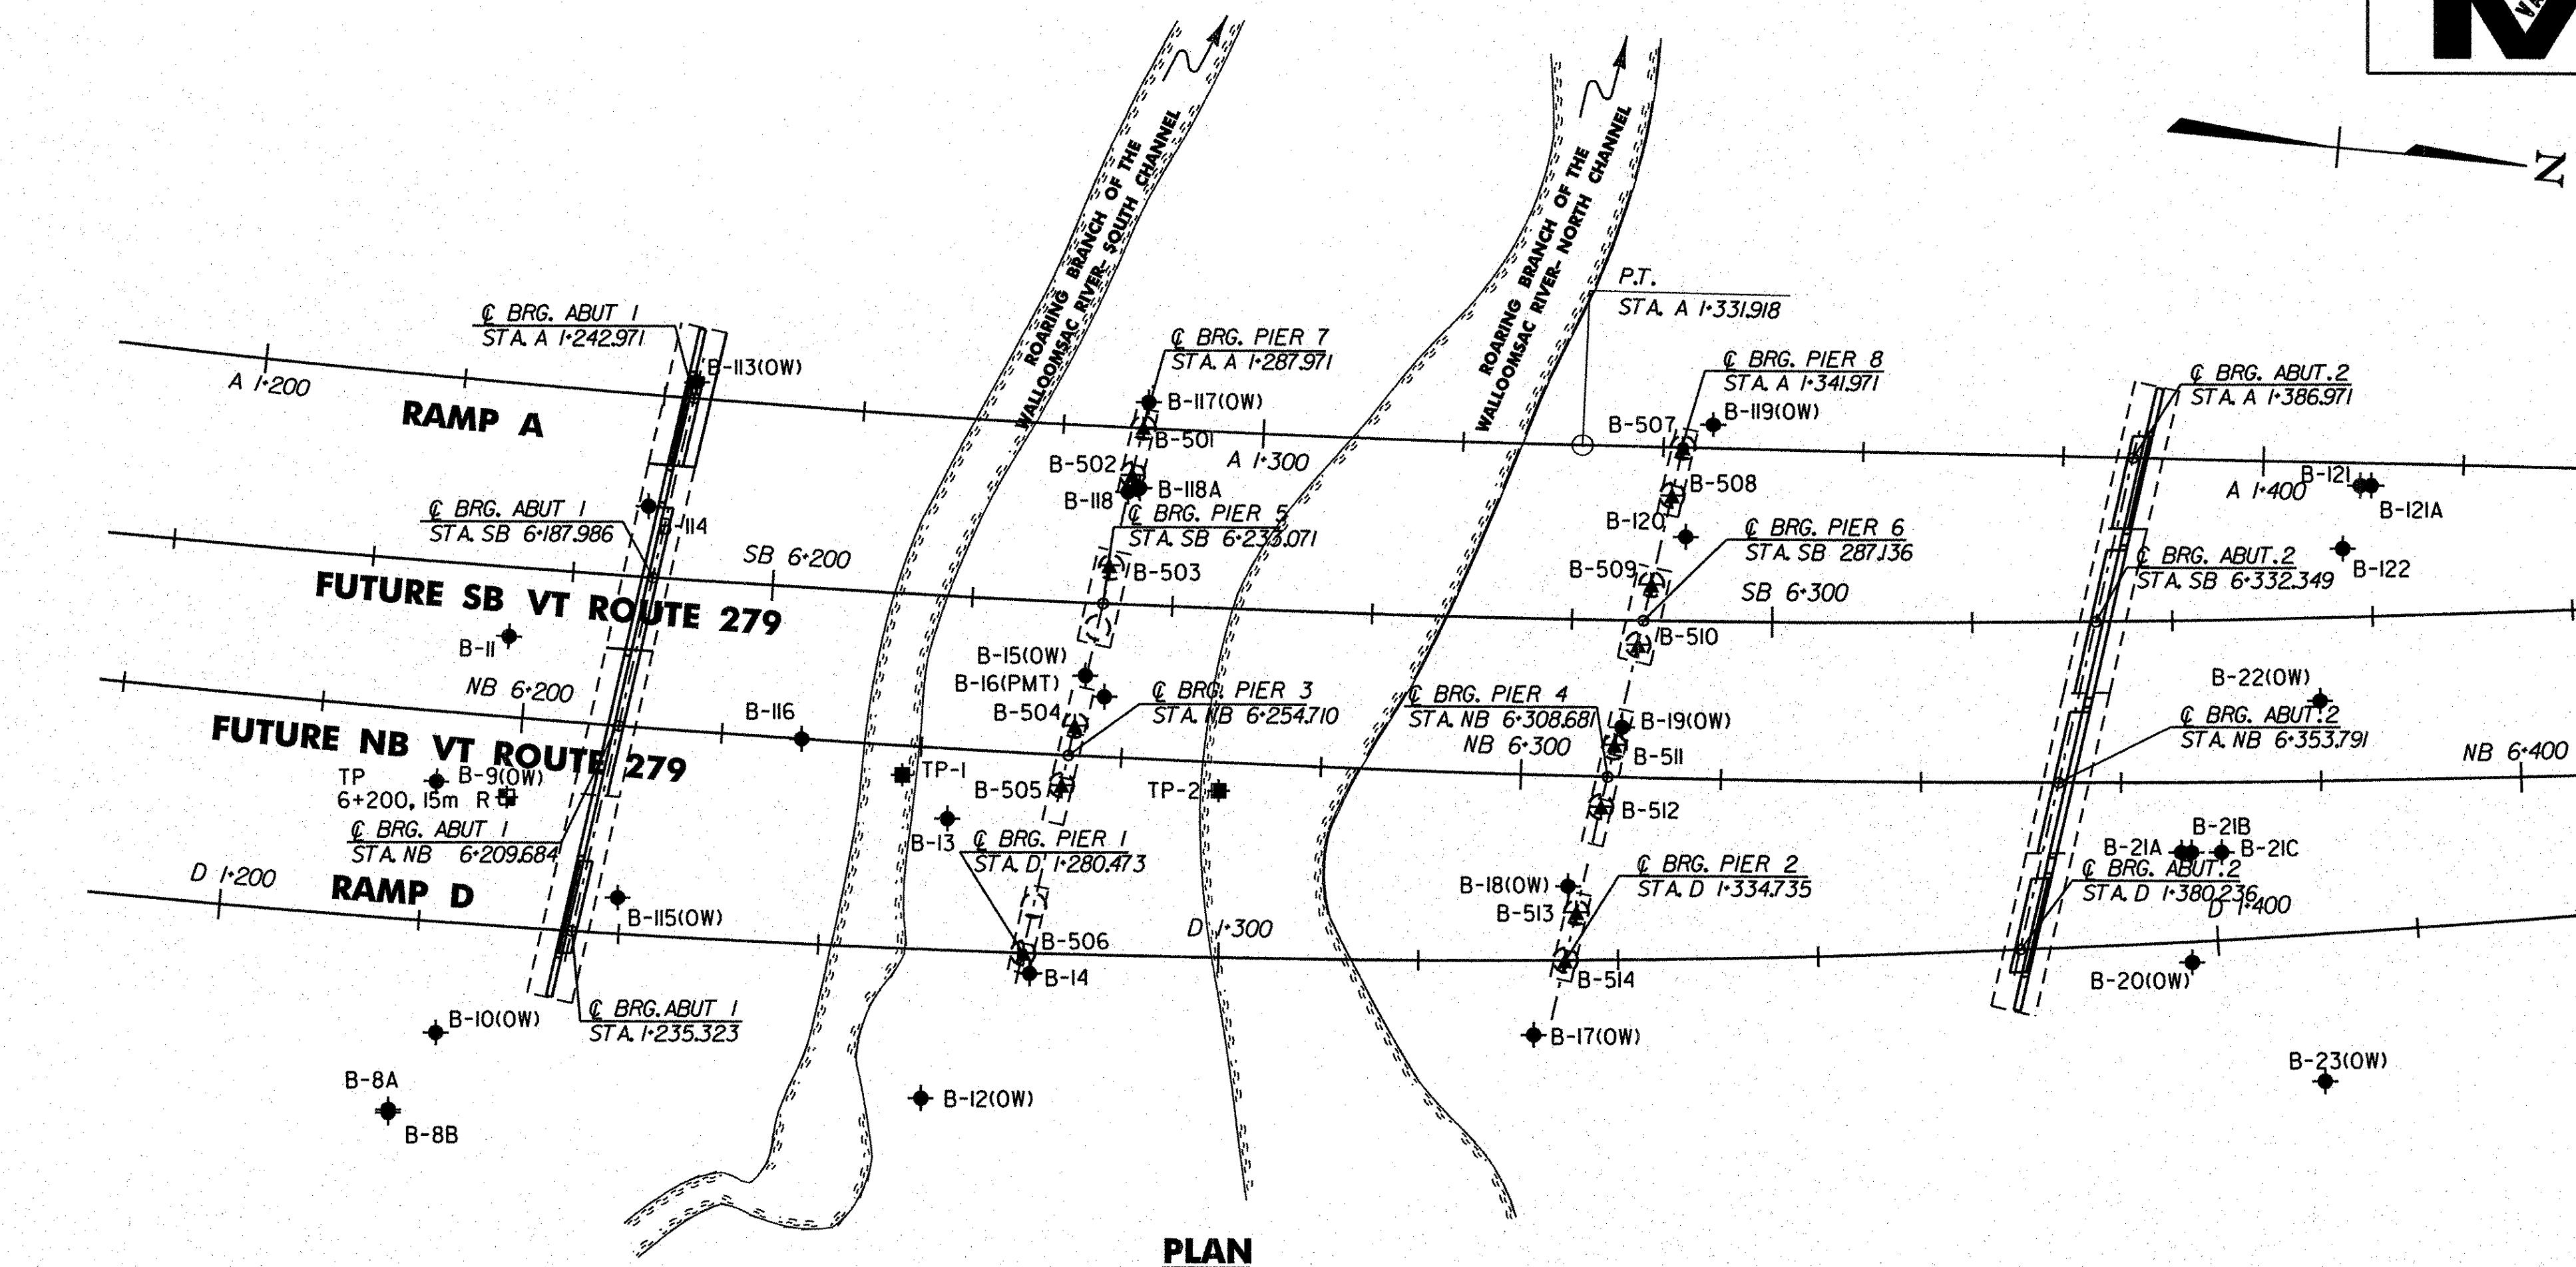 N
ROARING BRANCH OF THE
WALLOOMSAC RIVER- SOUTH CHANNEL
ROARING BRANCH OF THE
WALLOOMSAC RIVER- NORTH CHANNEL
P.T.
STA. A 1+331.918
℄ BRG. ABUT 1
STA. A 1+242.971
B-113(OW)
℄ BRG. PIER 7
STA. A 1+287.971
℄ BRG. PIER 8
STA. A 1+341.971
℄ BRG. ABUT.2
STA. A 1+386.971
A 1+200
RAMP A
B-117(OW)
B-501
B-507
B-119(OW)
A 1+300
B-502
B-118
B-118A
B-508
B-120
B-121
A 1+400
B-121A
℄ BRG. ABUT 1
STA. SB 6+187.986
B-114
SB 6+200
℄ BRG. PIER 5
STA. SB 6+233.071
B-503
℄ BRG. PIER 6
STA. SB 287.136
B-509
SB 6+300
℄ BRG. ABUT.2
STA. SB 6+332.349
B-122
FUTURE SB VT ROUTE 279
B-11
B-510
B-15(OW)
B-16(PMT)
NB 6+200
B-116
B-504
℄ BRG. PIER 3
STA. NB 6+254.710
℄ BRG. PIER 4
STA. NB 6+308.681
NB 6+300
B-19(OW)
B-511
B-22(OW)
℄ BRG. ABUT.2
STA. NB 6+353.791
NB 6+400
FUTURE NB VT ROUTE 279
TP
6+200, 15m R
B-9(OW)
TP-1
B-505
TP-2
B-512
℄ BRG. ABUT 1
STA. NB 6+209.684
B-13
℄ BRG. PIER 1
STA. D 1+280.473
B-21B
B-21A
B-21C
D 1+200
RAMP D
B-115(OW)
B-18(OW)
B-513
℄ BRG. PIER 2
STA. D 1+334.735
℄ BRG. ABUT.2
STA. D 1+380.236
D 1+400
D 1+300
B-506
B-14
B-514
B-20(OW)
B-10(OW)
℄ BRG. ABUT 1
STA. 1+235.323
B-17(OW)
B-23(OW)
B-8A
B-8B
B-12(OW)
PLAN